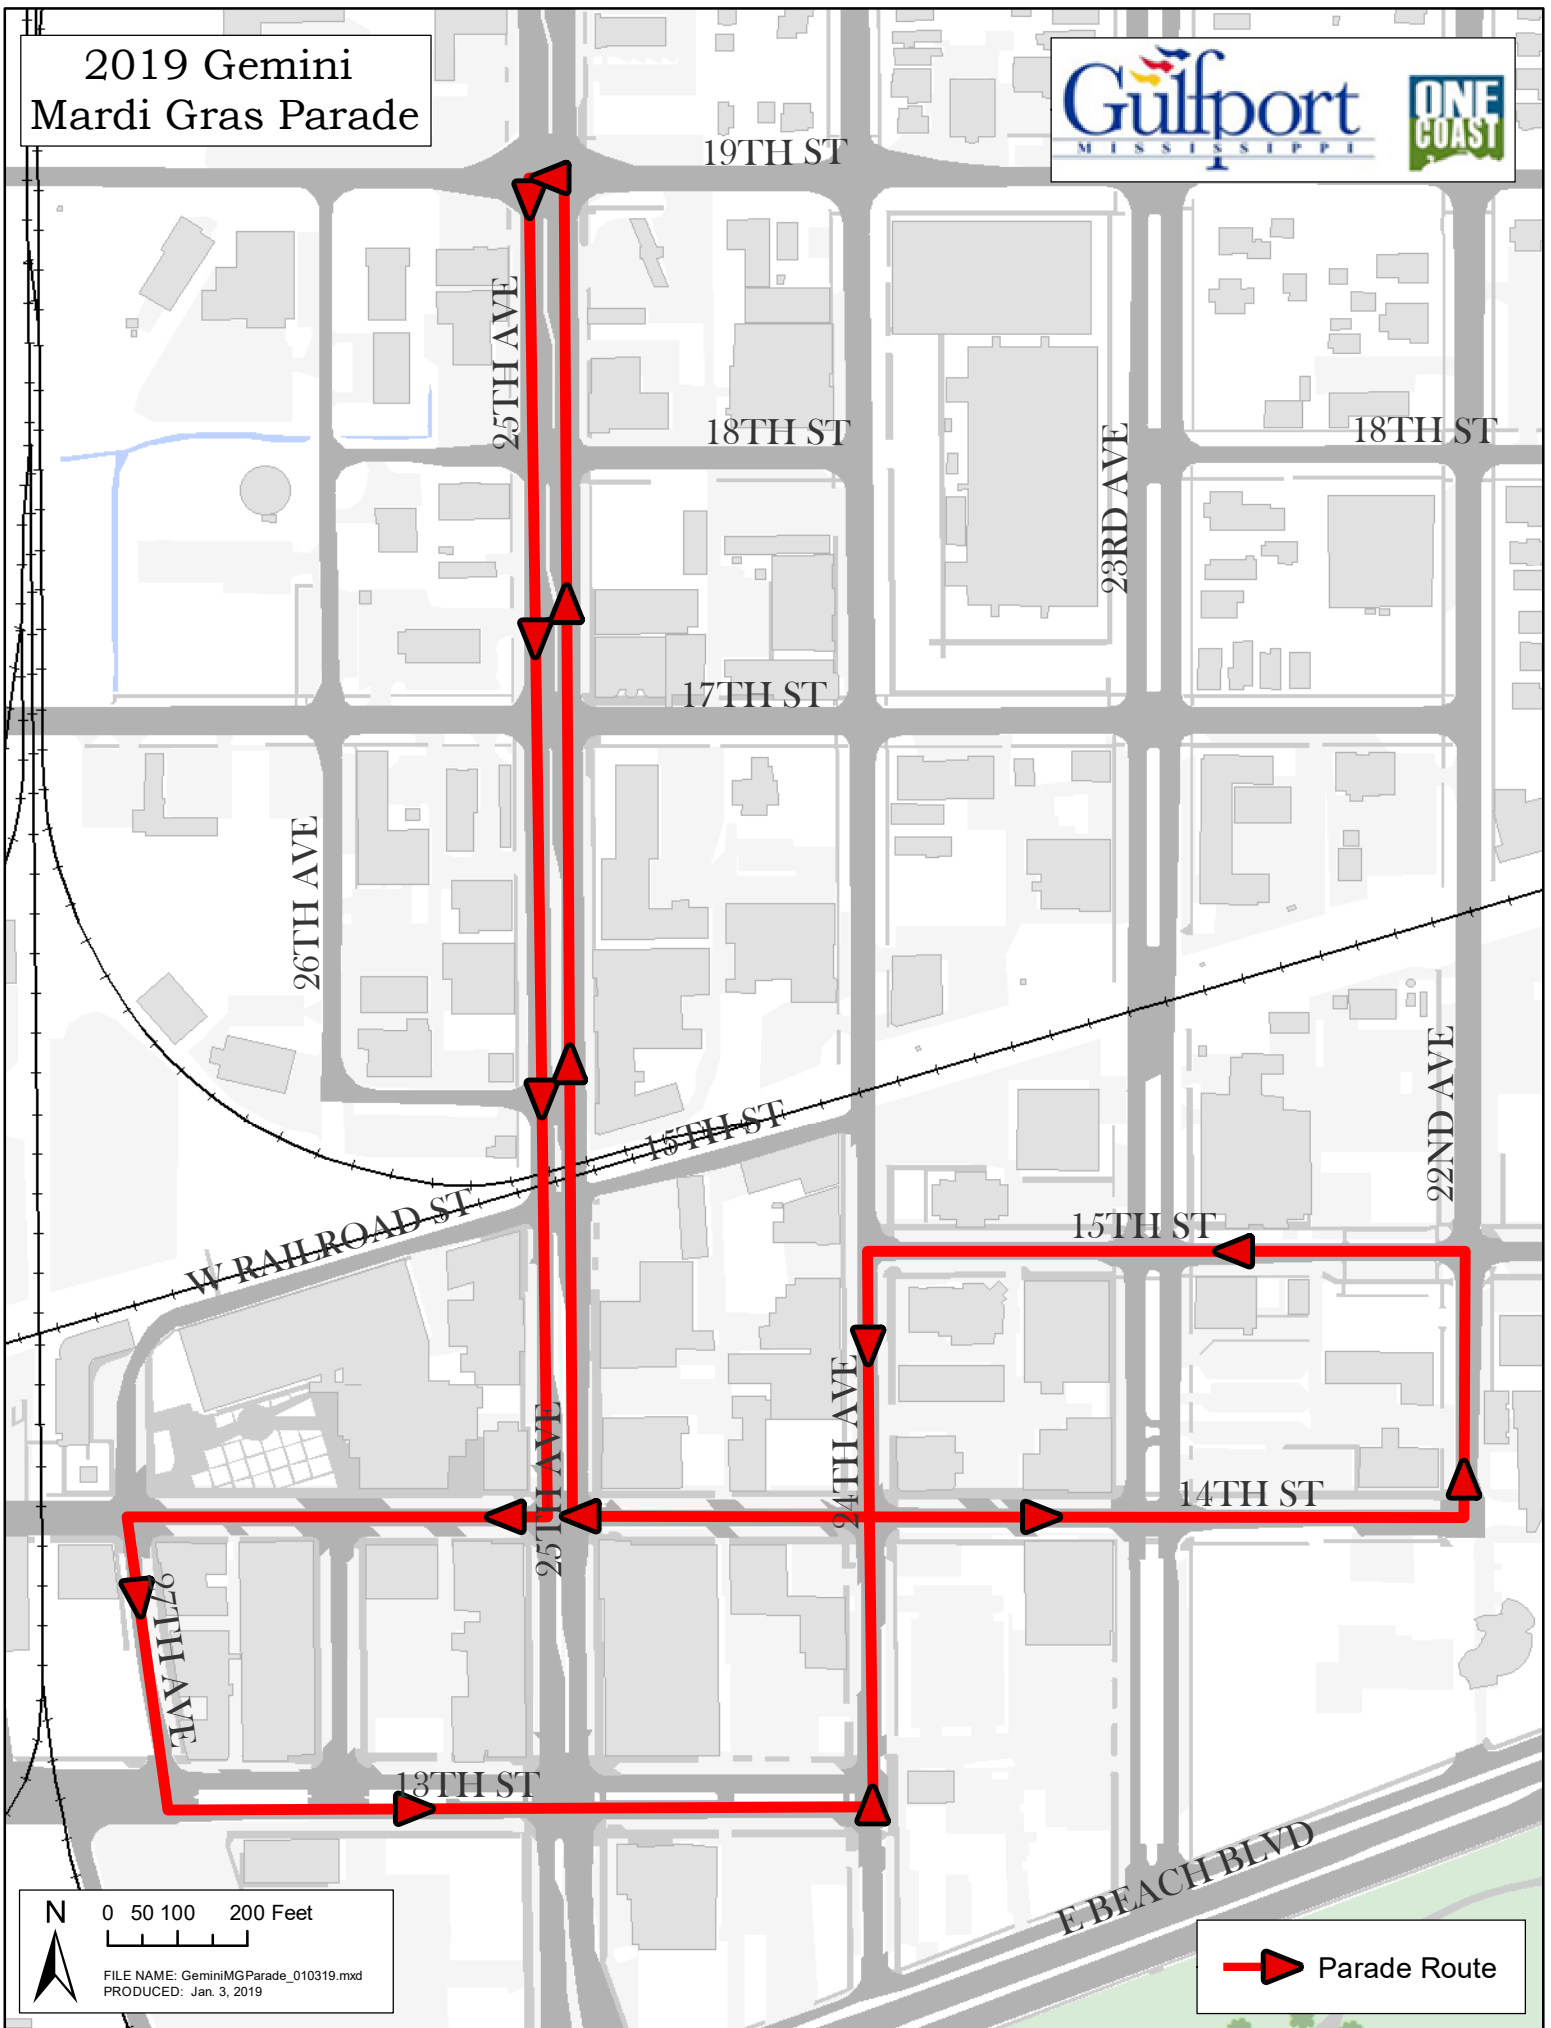 2019 Gemini
Mardi Gras Parade
Gulfport
MISSISSIPPI
ONE
COAST
19TH ST
25TH AVE
18TH ST
18TH ST
23RD AVE
17TH ST
26TH AVE
22ND AVE
15TH ST
W RAILROAD ST
15TH ST
24TH AVE
25TH AVE
14TH ST
27TH AVE
13TH ST
E BEACH BLVD
N
0 50 100 200 Feet
FILE NAME: GeminiMGParade_010319.mxd
PRODUCED: Jan. 3, 2019
Parade Route